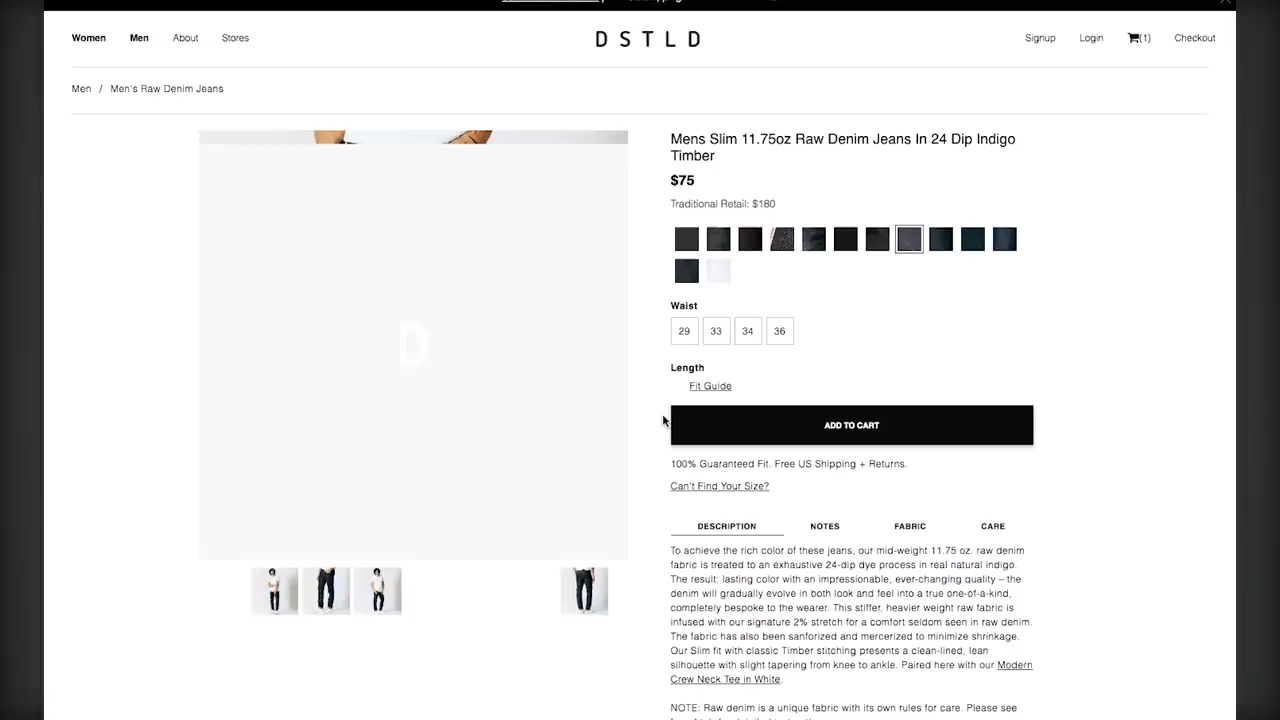 Women Men About Stores
DSTLD
Signup Login (1) Checkout
Men / Men's Raw Denim Jeans
Mens Slim 11.75oz Raw Denim Jeans In 24 Dip Indigo
Timber
$75
Traditional Retail: $180
Waist
29 33 34 36
Length
Fit Guide
D
ADD TO CART
100% Guaranteed Fit. Free US Shipping + Returns.
Can't Find Your Size?
DESCRIPTION NOTES FABRIC CARE
To achieve the rich color of these jeans, our mid-weight 11.75 oz. raw denim
fabric is treated to an exhaustive 24-dip dye process in real natural indigo.
The result: lasting color with an impressionable, ever-changing quality – the
denim will gradually evolve in both look and feel into a true one-of-a-kind,
completely bespoke to the wearer. This stiffer, heavier weight raw fabric is
infused with our signature 2% stretch for a comfort seldom seen in raw denim.
The fabric has also been sanforized and mercerized to minimize shrinkage.
Our Slim fit with classic Timber stitching presents a clean-lined, lean
silhouette with slight tapering from knee to ankle. Paired here with our Modern
Crew Neck Tee in White.
NOTE: Raw denim is a unique fabric with its own rules for care. Please see